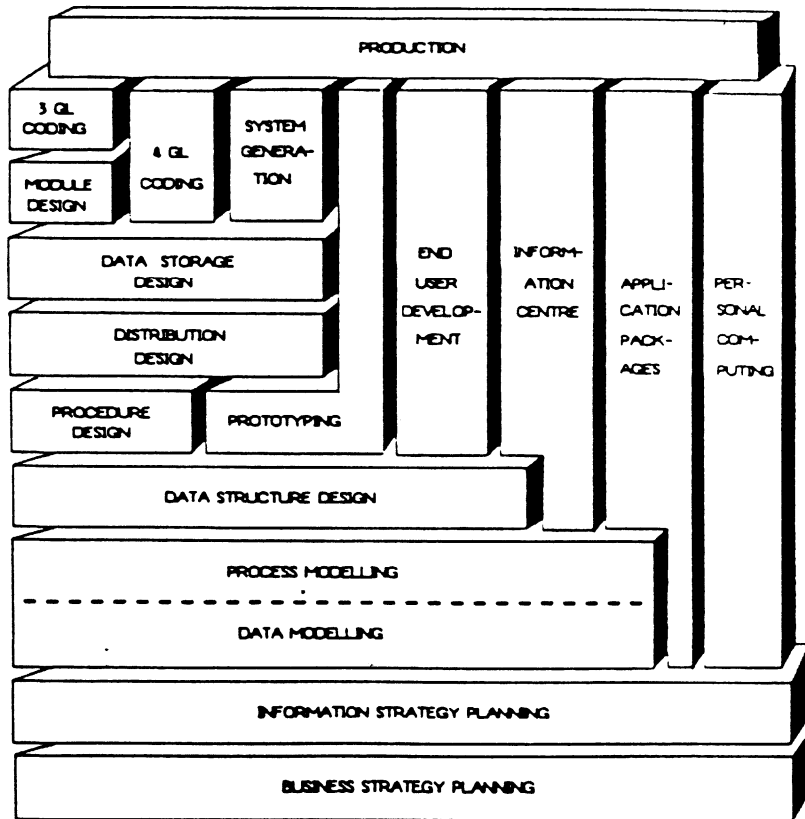 PRODUCTION
3 GL
CODING
MODULE
DESIGN
4 GL
CODING
SYSTEM
GENERA-
TION
DATA STORAGE
DESIGN
DISTRIBUTION
DESIGN
PROCEDURE
DESIGN
PROTOTYPING
END
USER
DEVELOP-
MENT
INFORM-
ATION
CENTRE
APPLI-
CATION
PACK-
AGES
PER-
SONAL
COM-
PUTING
DATA STRUCTURE DESIGN
PROCESS MODELLING
DATA MODELLING
INFORMATION STRATEGY PLANNING
BUSINESS STRATEGY PLANNING